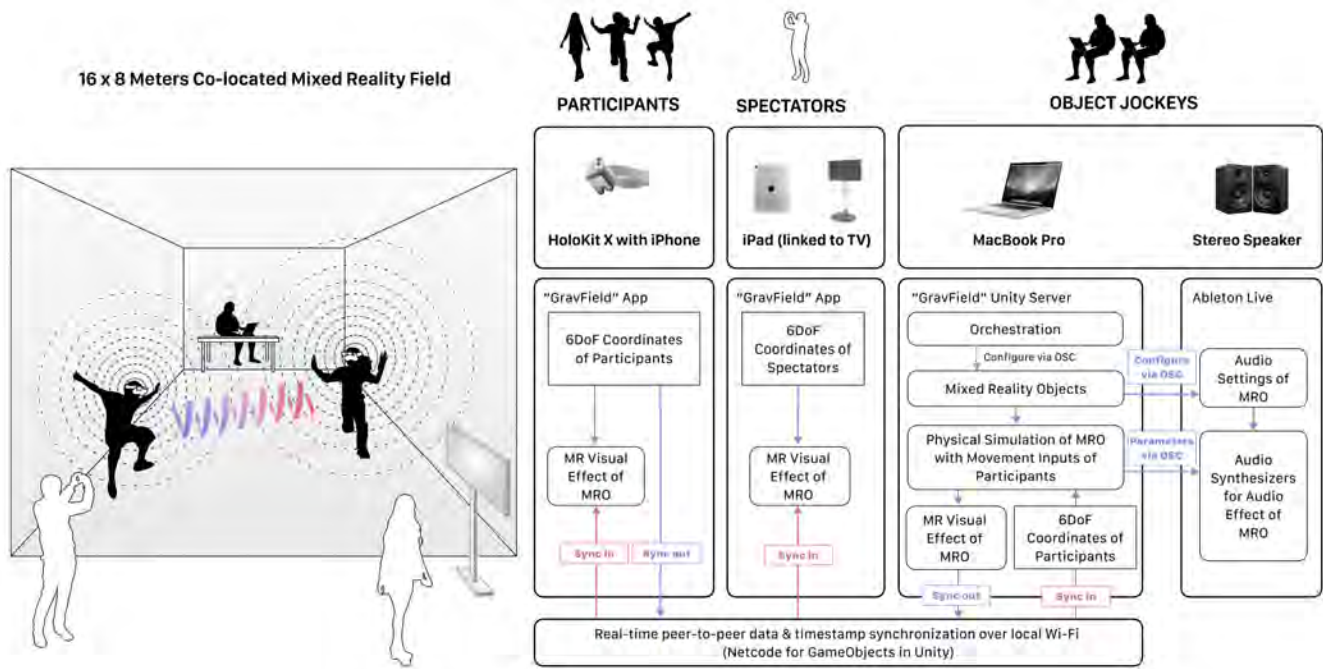 16 x 8 Meters Co-located Mixed Reality Field
PARTICIPANTS
SPECTATORS
OBJECT JOCKEYS
HoloKit X with iPhone
iPad (linked to TV)
MacBook Pro
Stereo Speaker
"GravField" App
6DoF Coordinates
of Participants
MR Visual
Effect of
MRO
Sync in
Sync out
"GravField" App
6DoF
Coordinates of
Spectators
MR Visual
Effect of
MRO
Sync in
"GravField" Unity Server
Orchestration
Configure via OSC
Mixed Reality Objects
Physical Simulation of MRO
with Movement Inputs of
Participants
MR Visual
Effect of
MRO
6DoF
Coordinates of
Participants
Sync out
Sync in
Configure
via OSC
Parameters
via OSC
Ableton Live
Audio
Settings of
MRO
Audio
Synthesizers
for Audio
Effect of
MRO
Real-time peer-to-peer data & timestamp synchronization over local Wi-Fi
(Netcode for GameObjects in Unity)